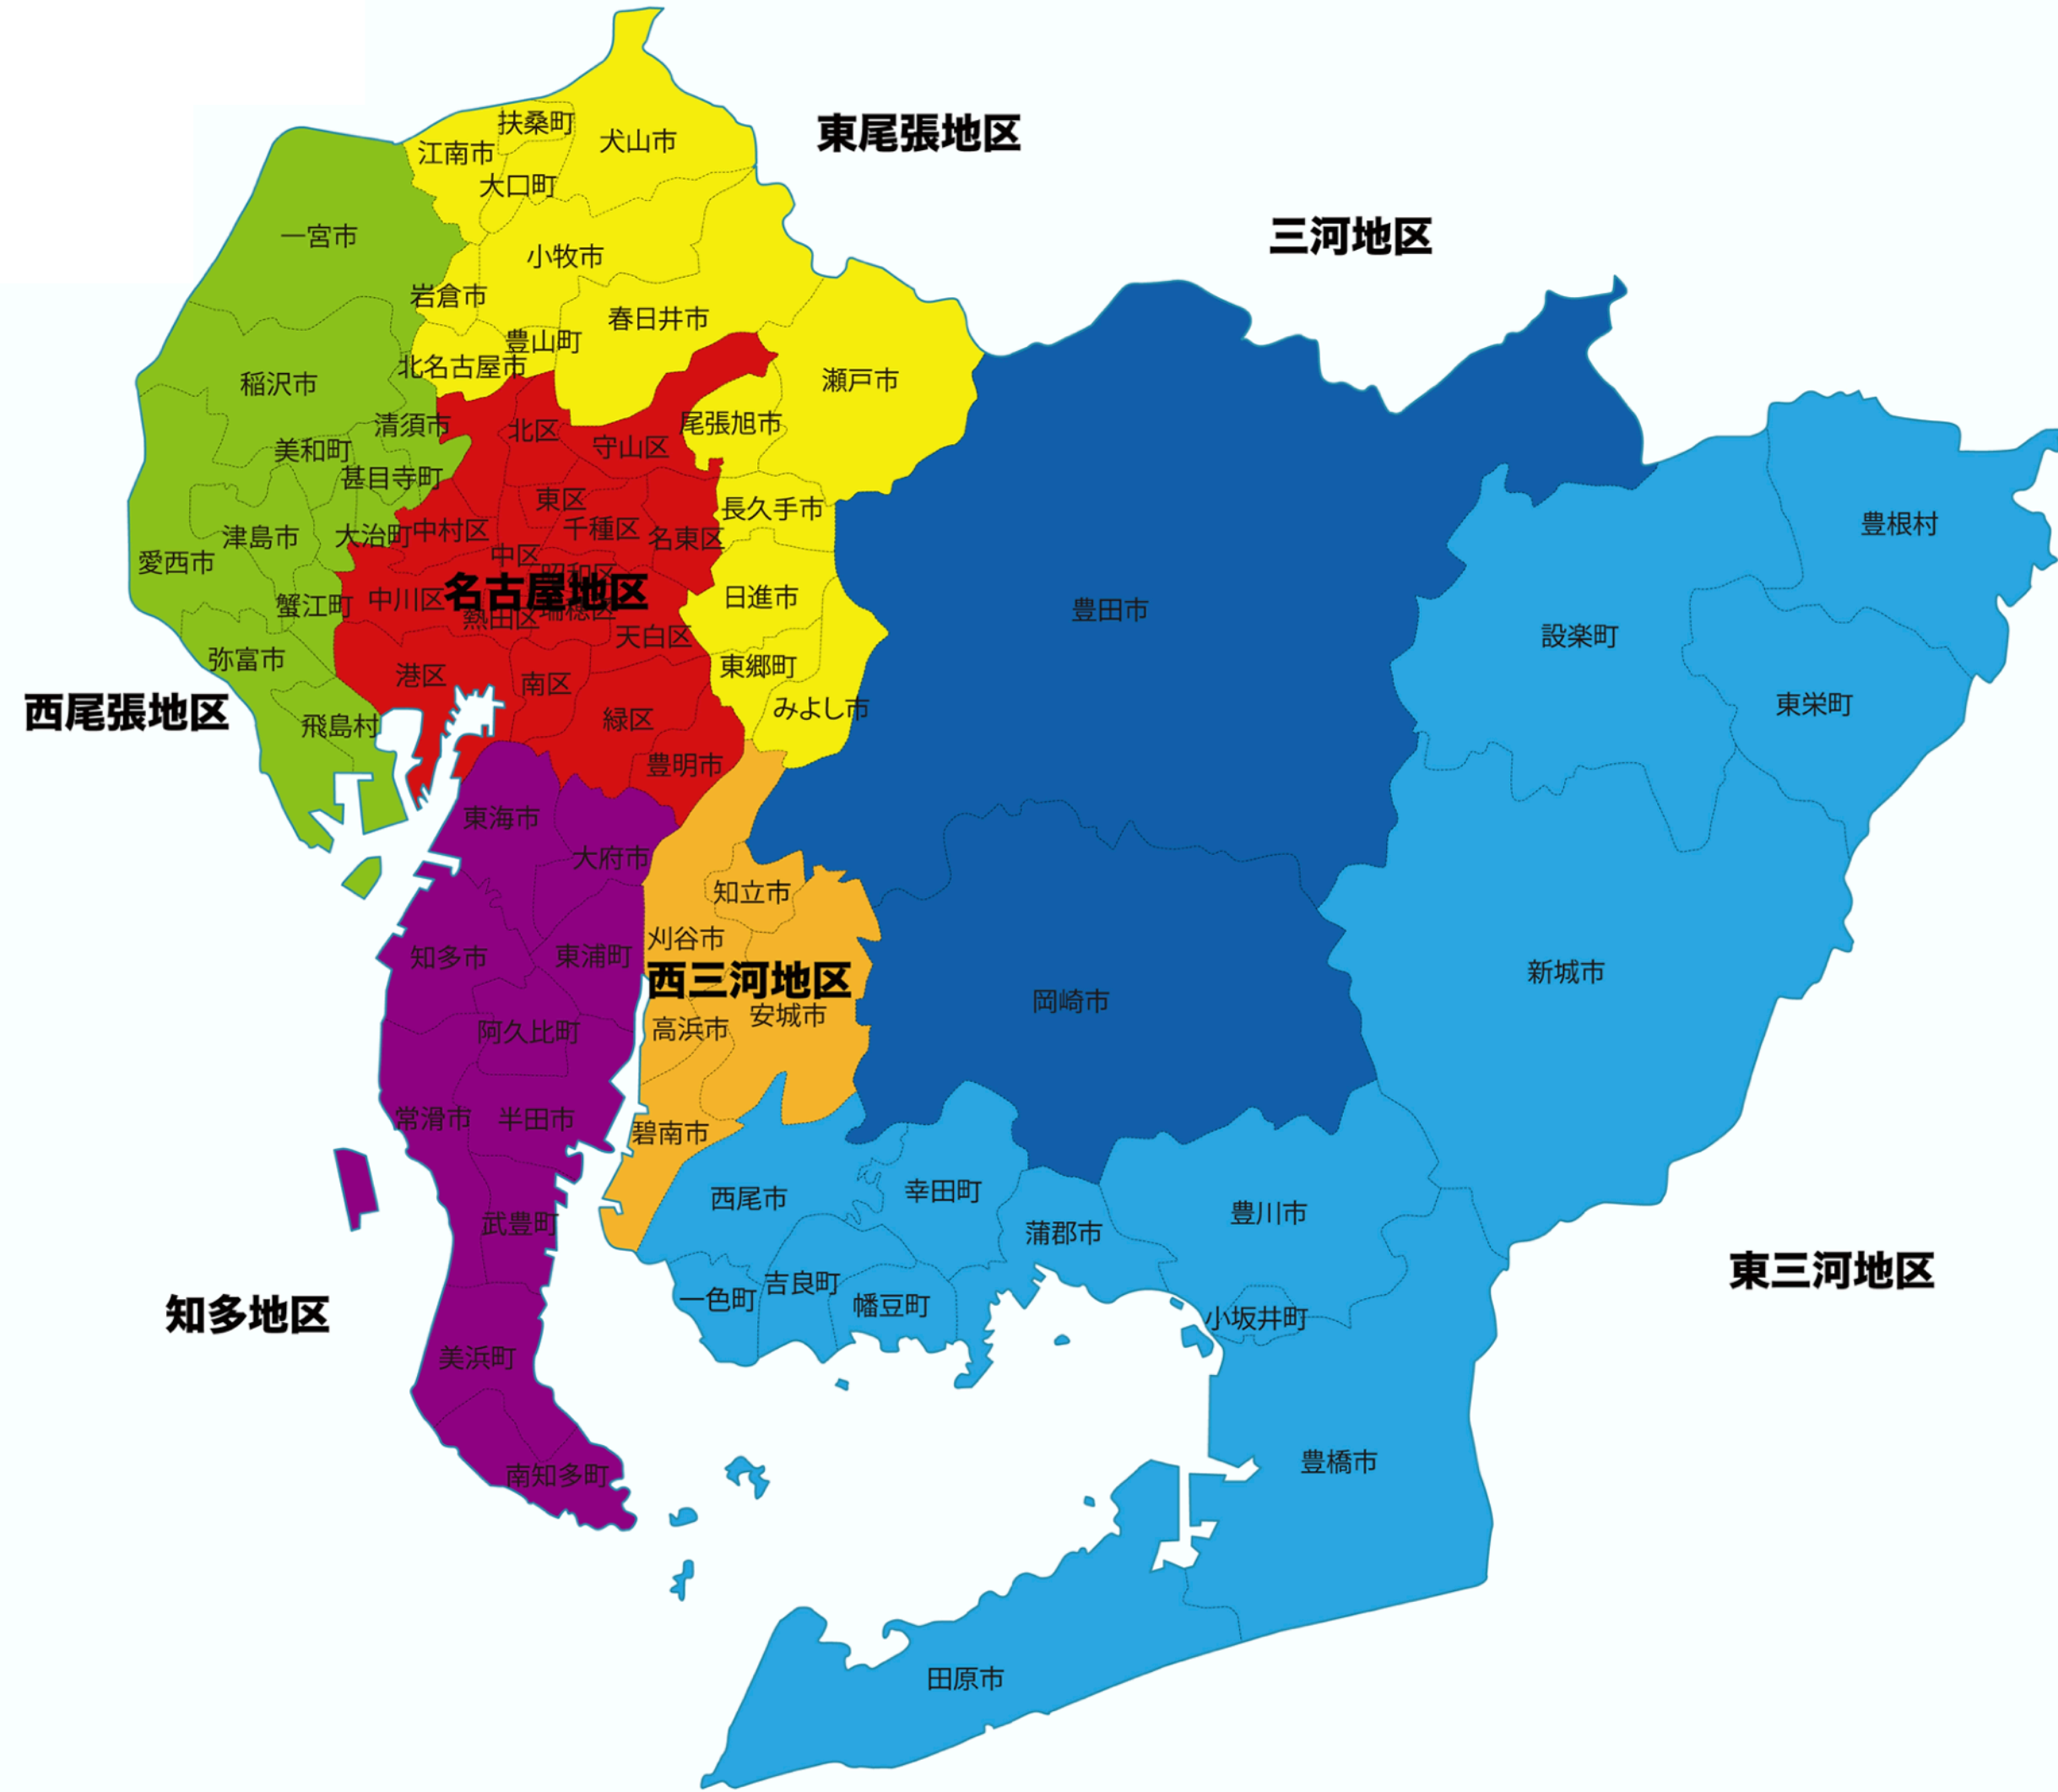 扶桑町
東尾張地区
犬山市
江南市
大口町
一宮市
三河地区
小牧市
岩倉市
春日井市
豊山町
北名古屋市
瀬戸市
稲沢市
尾張旭市
清須市
北区
守山区
美和町
甚目寺町
東区
長久手市
豊根村
千種区
中村区
大治町
津島市
名東区
中区
愛西市
昭和区
名古屋地区
日進市
中川区
蟹江町
瑞穂区
豊田市
熱田区
天白区
設楽町
弥富市
東郷町
港区
南区
東栄町
みよし市
西尾張地区
緑区
飛島村
豊明市
東海市
大府市
知立市
刈谷市
東浦町
知多市
新城市
西三河地区
岡崎市
安城市
高浜市
阿久比町
常滑市
半田市
碧南市
幸田町
西尾市
豊川市
武豊町
蒲郡市
東三河地区
吉良町
一色町
幡豆町
知多地区
小坂井町
美浜町
豊橋市
南知多町
田原市